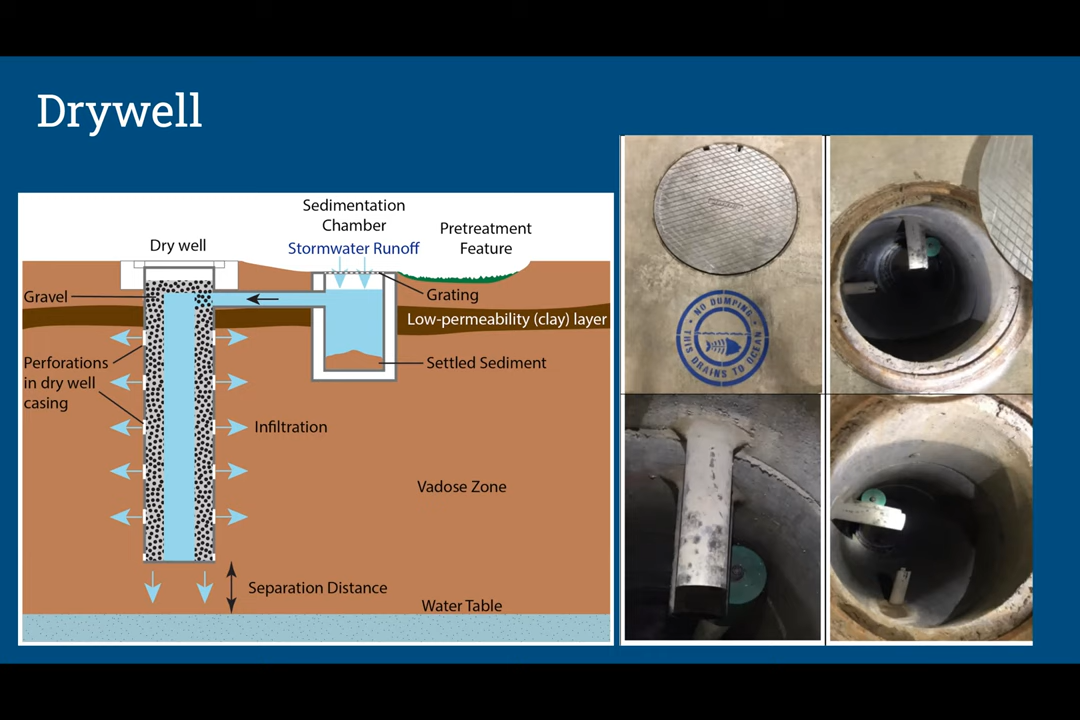 Drywell
Sedimentation
Chamber
Stormwater Runoff
Pretreatment
Feature
Dry well
Gravel
Grating
Low-permeability (clay) layer
Perforations
in dry well
casing
Settled Sediment
Infiltration
Vadose Zone
Separation Distance
Water Table
NO DUMPING
THIS DRAINS TO OCEAN